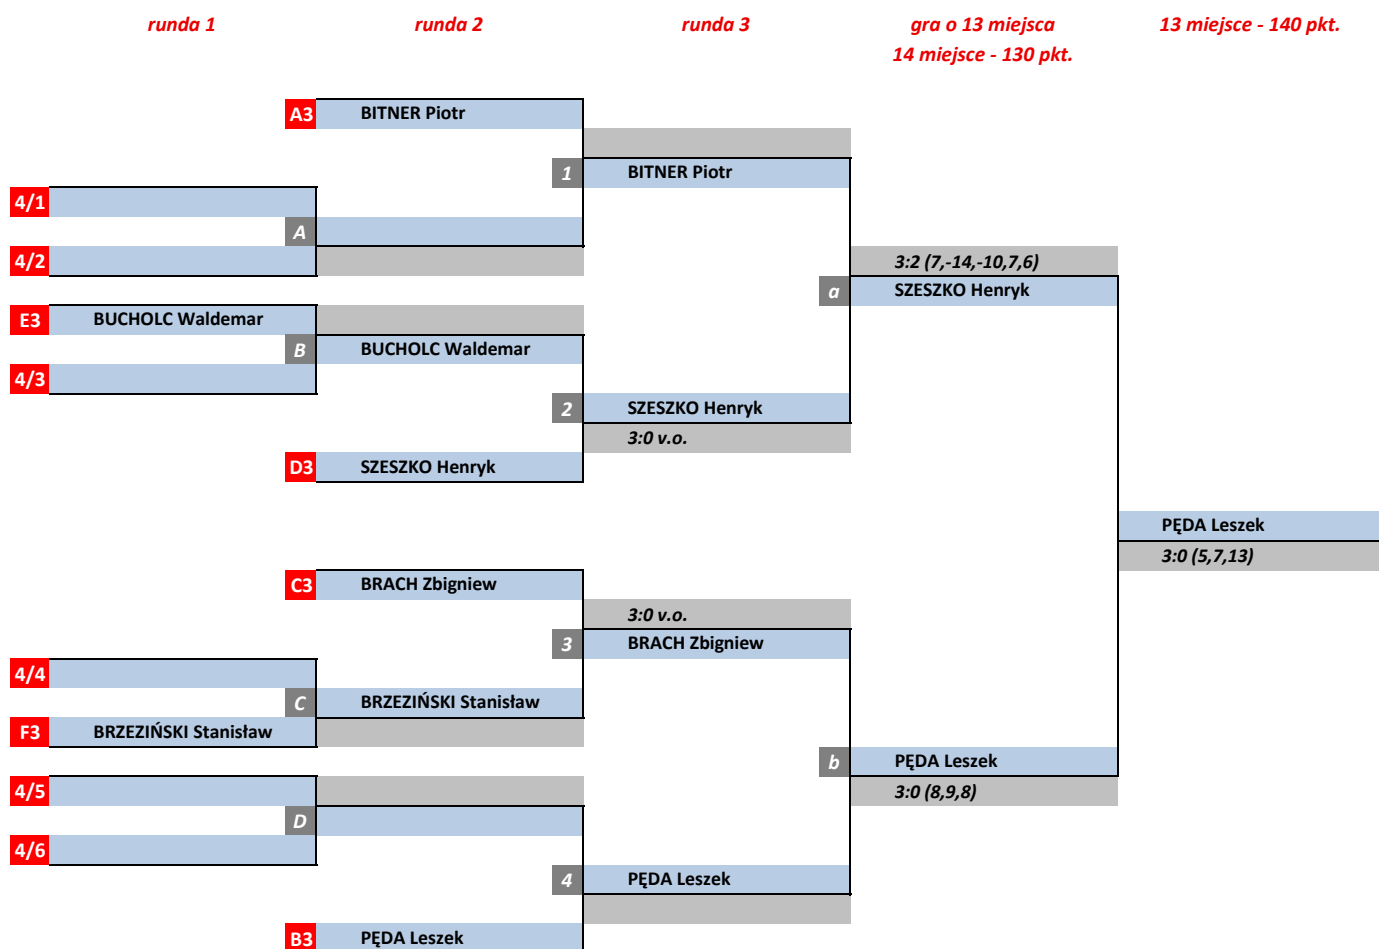 runda 1
runda 2
runda 3
gra o 13 miejsca
13 miejsce - 140 pkt.
14 miejsce - 130 pkt.
A3 BITNER Piotr
1 BITNER Piotr
4/1
A
4/2
3:2 (7,-14,-10,7,6)
a SZESZKO Henryk
E3 BUCHOLC Waldemar
B BUCHOLC Waldemar
4/3
2 SZESZKO Henryk
3:0 v.o.
D3 SZESZKO Henryk
PĘDA Leszek
3:0 (5,7,13)
C3 BRACH Zbigniew
3:0 v.o.
3 BRACH Zbigniew
4/4
C BRZEZIŃSKI Stanisław
F3 BRZEZIŃSKI Stanisław
b PĘDA Leszek
3:0 (8,9,8)
4/5
D
4/6
4 PĘDA Leszek
B3 PĘDA Leszek